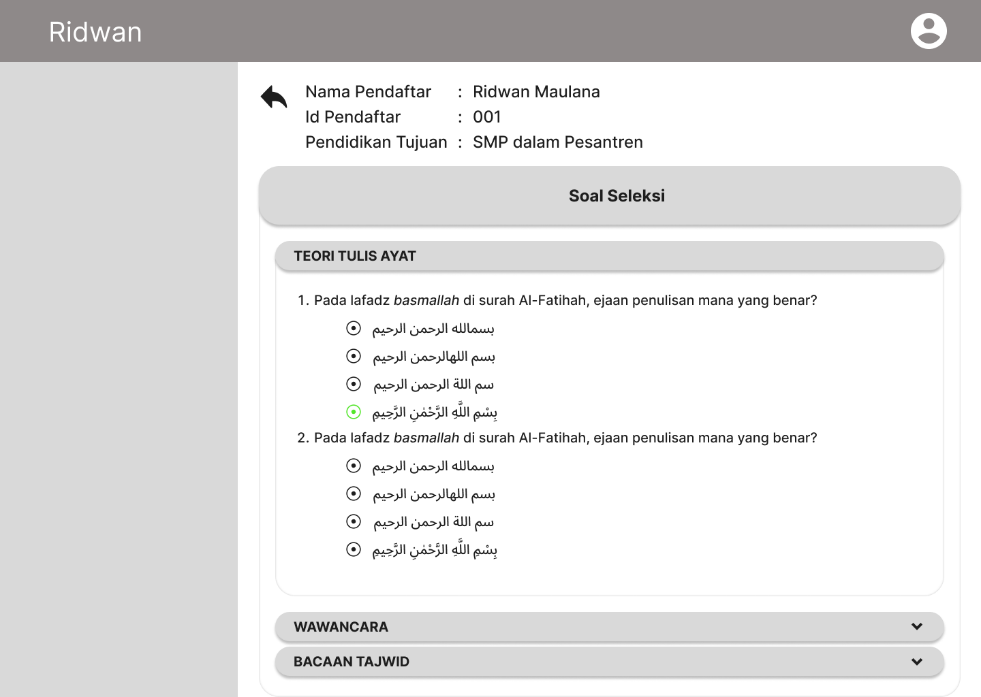 Ridwan
Nama Pendaftar : Ridwan Maulana
Id Pendaftar : 001
Pendidikan Tujuan : SMP dalam Pesantren
Soal Seleksi
TEORI TULIS AYAT
1. Pada lafadz basmallah di surah Al-Fatihah, ejaan penulisan mana yang benar?
بسمالله الرحمن الرحيم
بسم اللهالرحمن الرحيم
سم اللة الرحمن الرحيم
بِسْمِ اللَّهِ الرَّحْمَٰنِ الرَّحِيمِ
2. Pada lafadz basmallah di surah Al-Fatihah, ejaan penulisan mana yang benar?
بسمالله الرحمن الرحيم
بسم اللهالرحمن الرحيم
سم اللة الرحمن الرحيم
بِسْمِ اللَّهِ الرَّحْمَٰنِ الرَّحِيمِ
WAWANCARA
BACAAN TAJWID